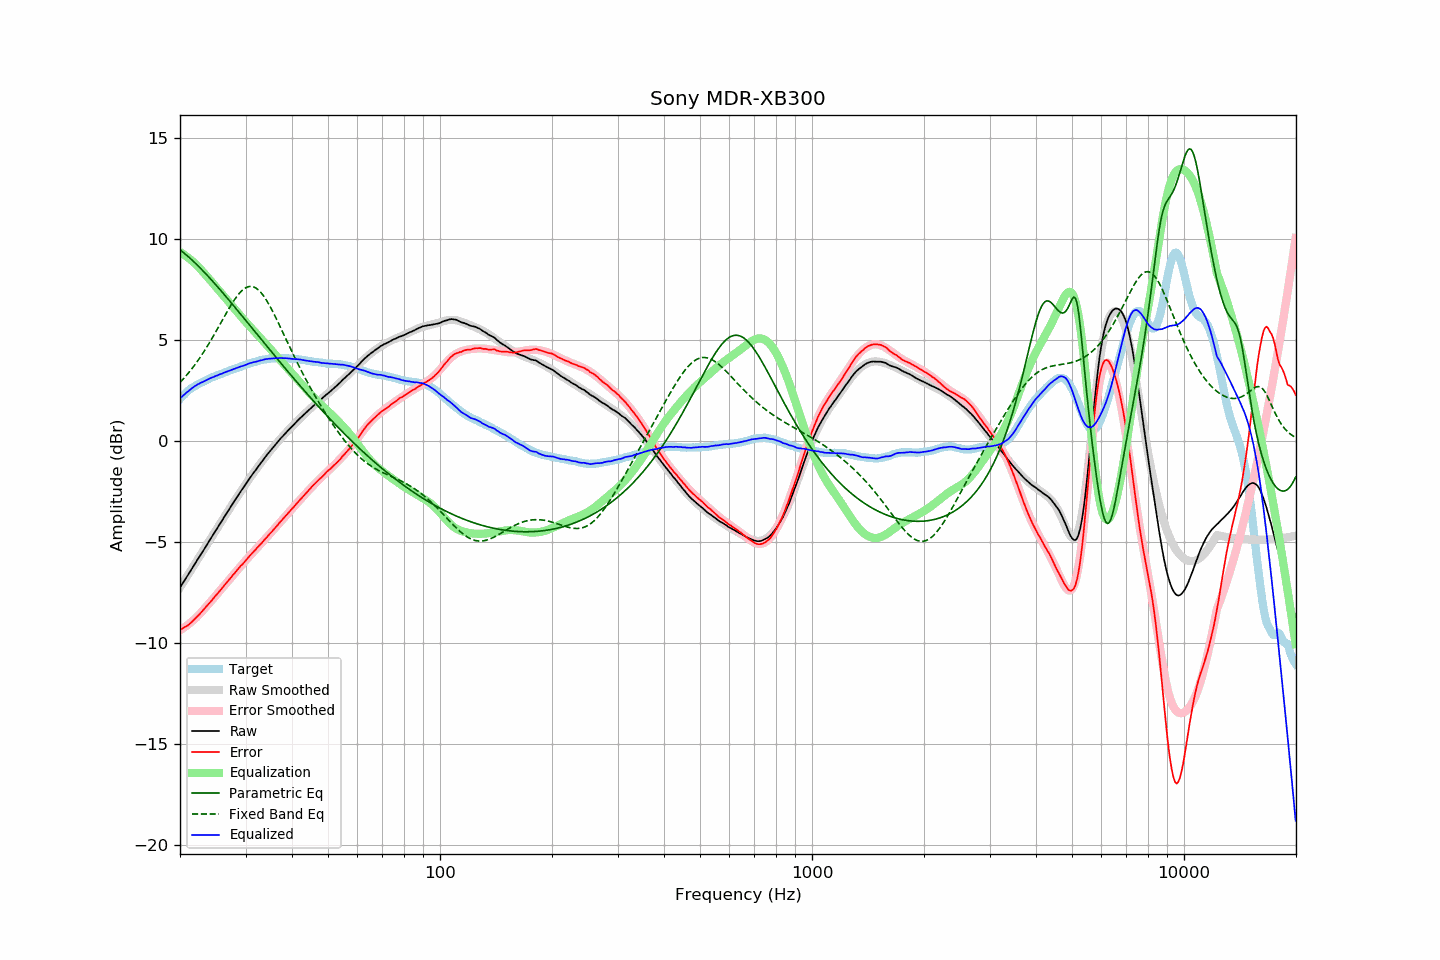 Sony MDR-XB300
Amplitude (dBr)
15
10
5
0
−5
−10
−15
−20
Target
Raw Smoothed
Error Smoothed
Raw
Error
Equalization
Parametric Eq
Fixed Band Eq
Equalized
100 1000 10000
Frequency (Hz)